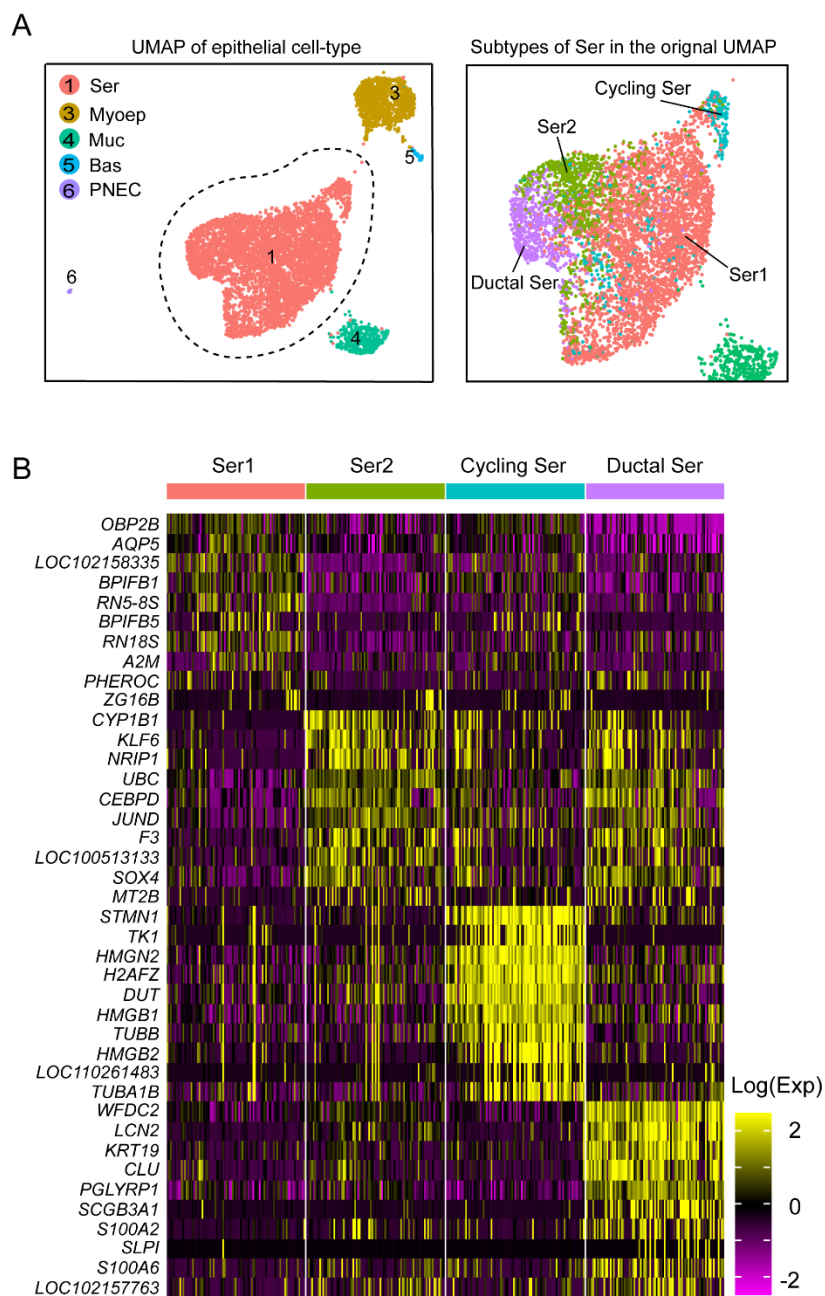 A
UMAP of epithelial cell-type
Subtypes of Ser in the orignal UMAP
1 Ser
3 Myoep
4 Muc
5 Bas
6 PNEC
3
5
1
6
4
Cycling Ser
Ser2
Ductal Ser
Ser1
B
Ser1 Ser2 Cycling Ser Ductal Ser
OBP2B
AQP5
LOC102158335
BPIFB1
RN5-8S
BPIFB5
RN18S
A2M
PHEROC
ZG16B
CYP1B1
KLF6
NRIP1
UBC
CEBPD
JUND
F3
LOC100513133
SOX4
MT2B
STMN1
TK1
HMGN2
H2AFZ
DUT
HMGB1
TUBB
HMGB2
LOC110261483
TUBA1B
WFDC2
LCN2
KRT19
CLU
PGLYRP1
SCGB3A1
S100A2
SLPI
S100A6
LOC102157763
Log(Exp)
2
0
-2